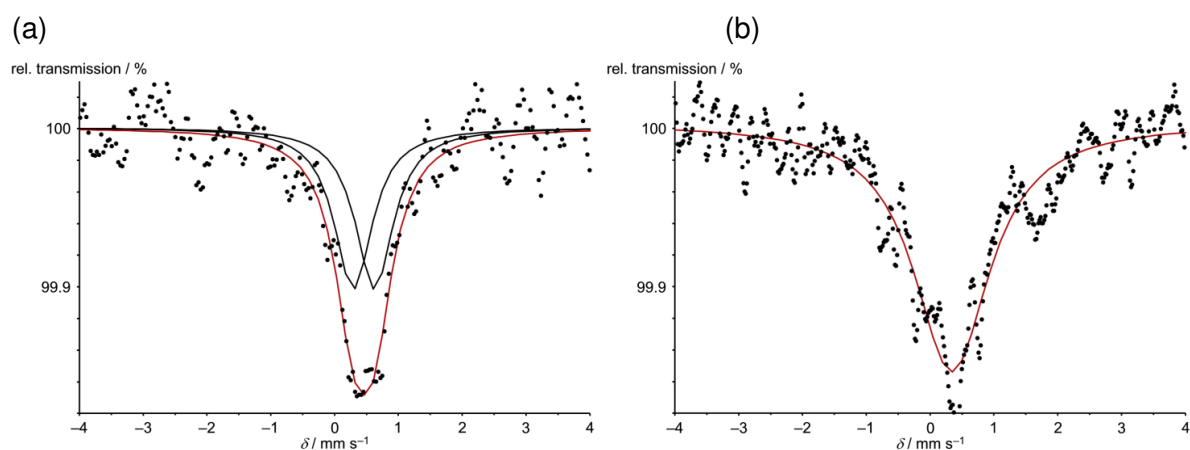 (a)
rel. transmission / %
100
99.9
–4 –3 –2 –1 0 1 2 3 4
δ / mm s⁻¹
(b)
rel. transmission / %
100
99.9
–4 –3 –2 –1 0 1 2 3 4
δ / mm s⁻¹